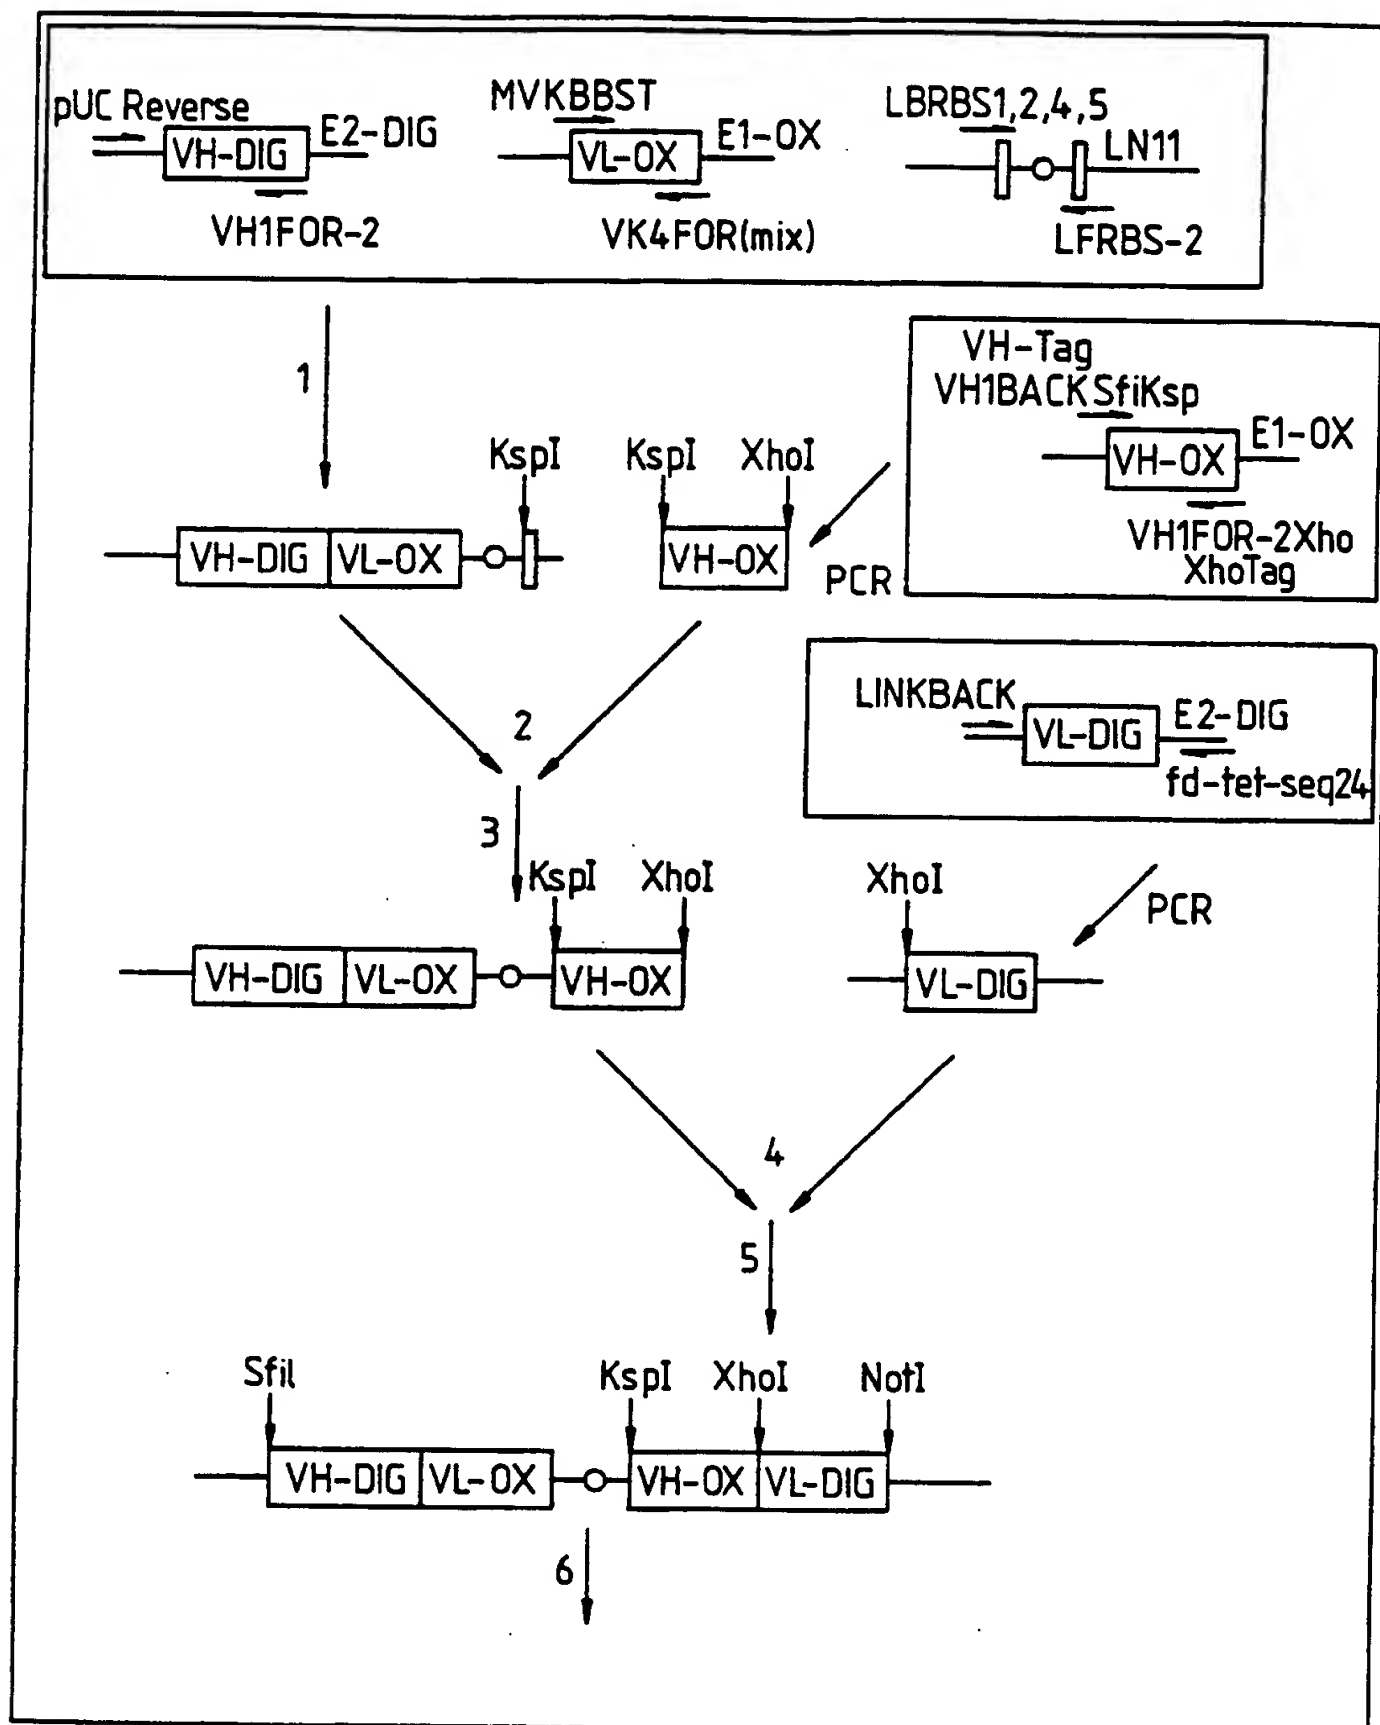 pUC Reverse
VH-DIG
E2-DIG
VH1FOR-2
MVKBBST
VL-OX
E1-OX
VK4FOR(mix)
LBRBS1,2,4,5
LN11
LFRBS-2
1
VH-Tag
VH1BACKSfiKsp
VH-OX
E1-OX
VH1FOR-2Xho
XhoTag
PCR
KspI
KspI
XhoI
VH-DIG
VL-OX
VH-OX
2
LINKBACK
VL-DIG
E2-DIG
fd-tet-seq24
PCR
3
KspI
XhoI
XhoI
VH-DIG
VL-OX
VH-OX
VL-DIG
4
5
SfiI
KspI
XhoI
NotI
VH-DIG
VL-OX
VH-OX
VL-DIG
6